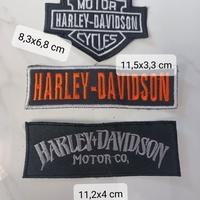 MOTOR
HARLEY-DAVIDSON
CYCLES
8,3x6,8 cm
11,5x3,3 cm
HARLEY-DAVIDSON
HARLEY-DAVIDSON
MOTOR CO.
11,2x4 cm